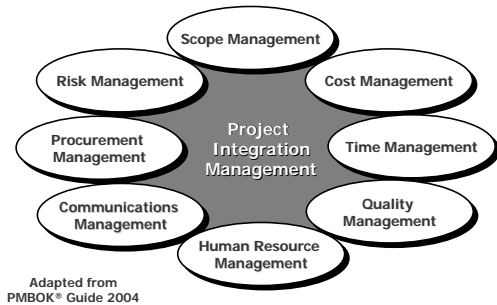 Scope Management
Risk Management
Cost Management
Project
Integration
Management
Procurement
Management
Time Management
Communications
Management
Quality
Management
Human Resource
Management
Adapted from
PMBOK® Guide 2004